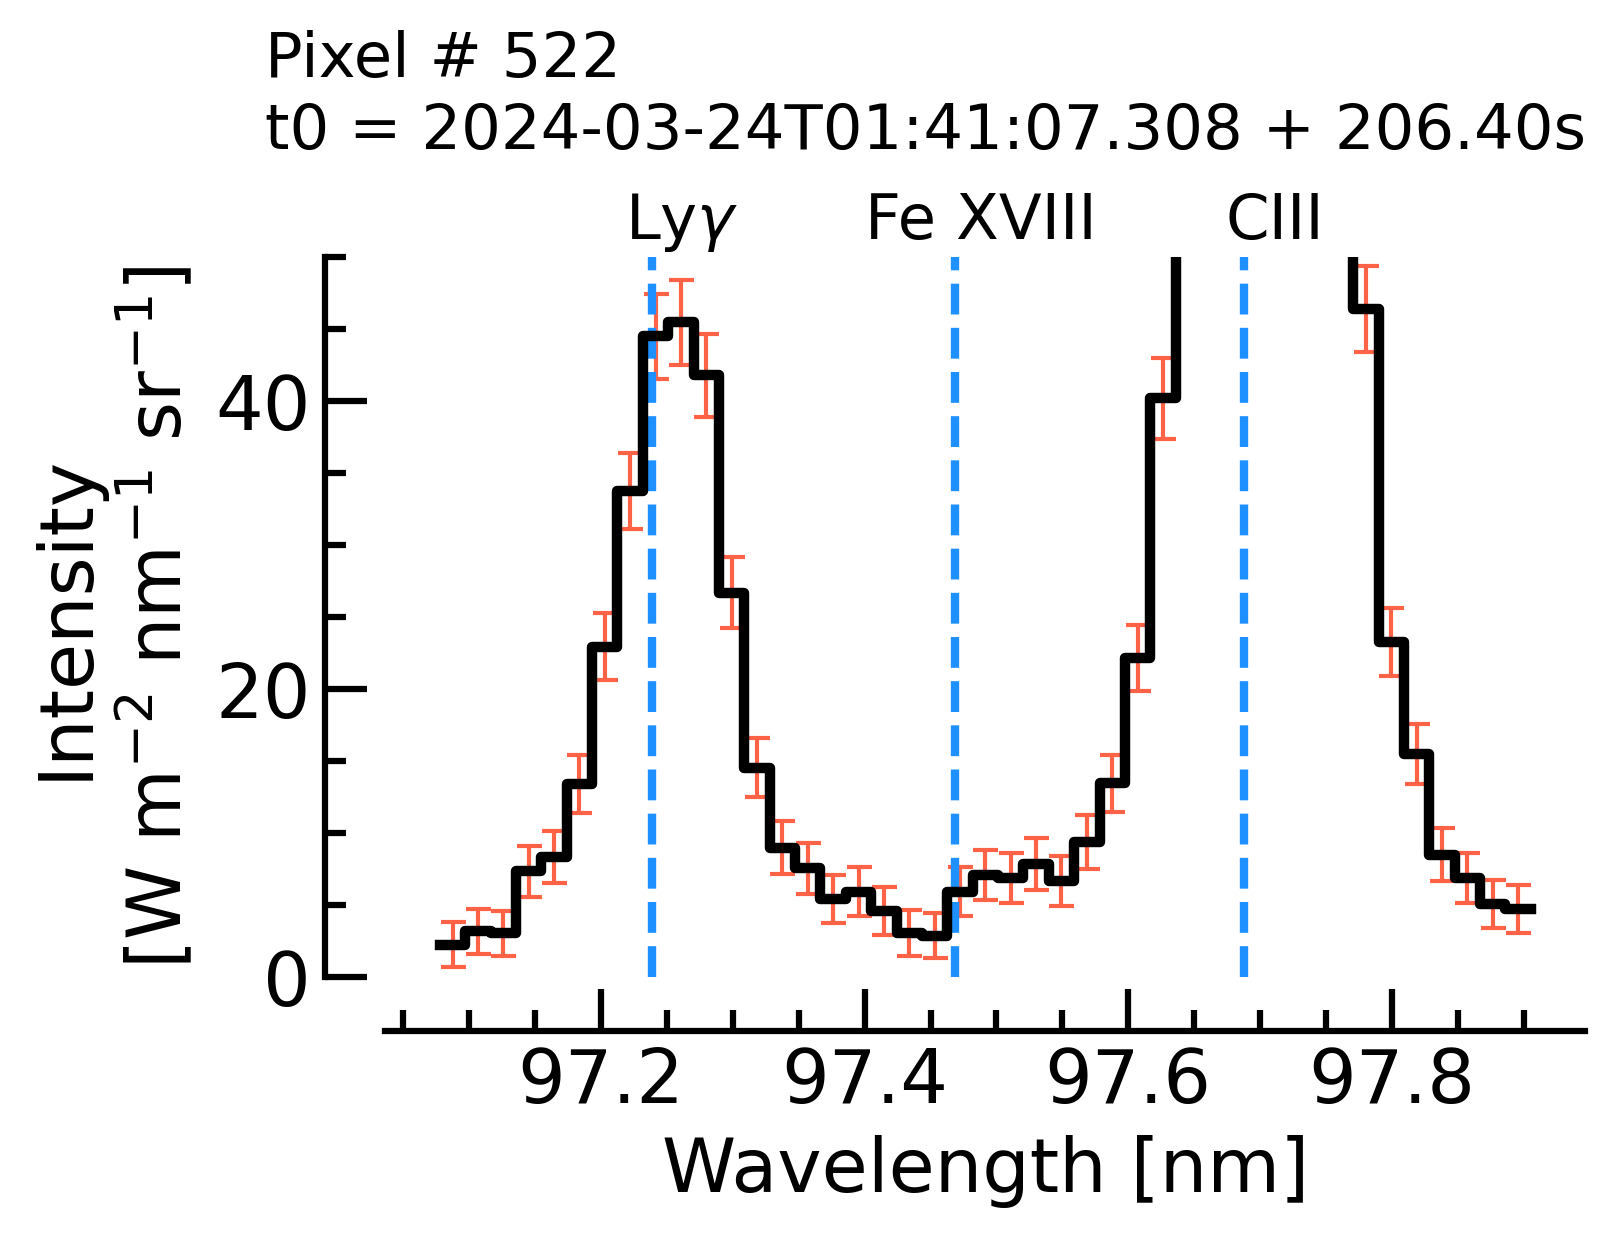 Pixel # 522
t0 = 2024-03-24T01:41:07.308 + 206.40s
Lyγ Fe XVIII CIII
Intensity
[W m⁻² nm⁻¹ sr⁻¹]
40
20
0
97.2 97.4 97.6 97.8
Wavelength [nm]